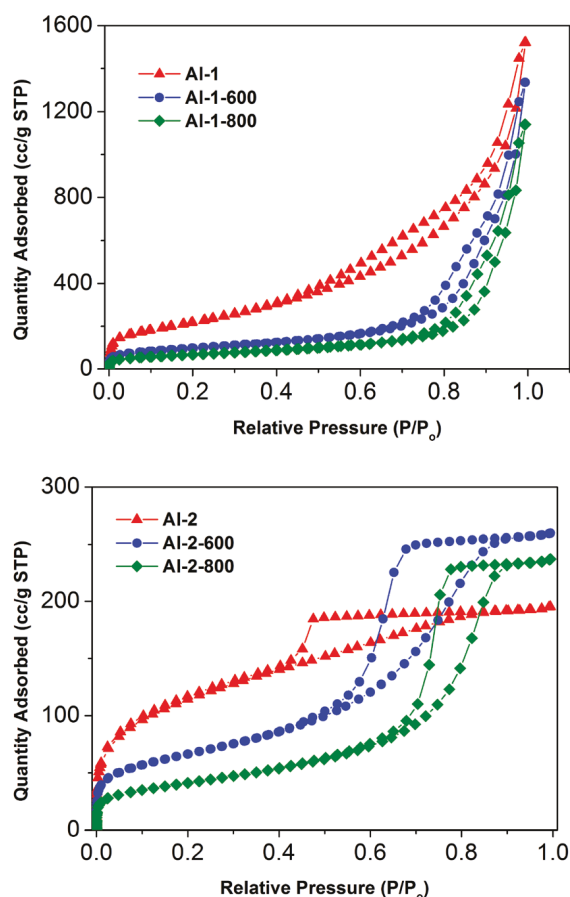 1600
1200
800
400
0
Quantity Adsorbed (cc/g STP)
Al-1
Al-1-600
Al-1-800
0.0 0.2 0.4 0.6 0.8 1.0
Relative Pressure (P/Po)
300
200
100
0
Quantity Adsorbed (cc/g STP)
Al-2
Al-2-600
Al-2-800
0.0 0.2 0.4 0.6 0.8 1.0
Relative Pressure (P/Po)